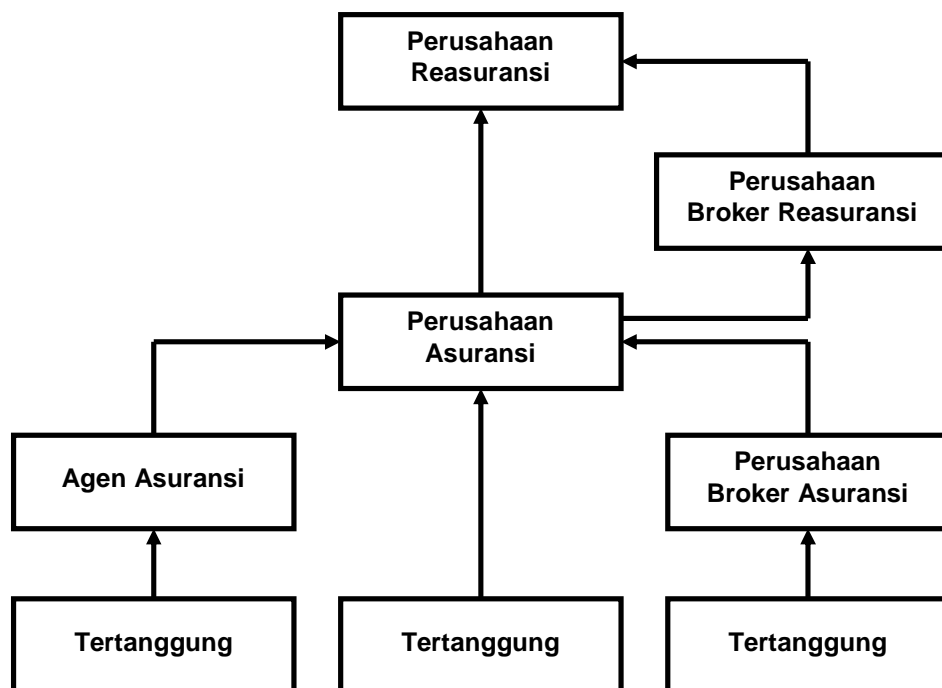 Perusahaan
Reasuransi
Perusahaan
Broker Reasuransi
Perusahaan
Asuransi
Agen Asuransi
Perusahaan
Broker Asuransi
Tertanggung
Tertanggung
Tertanggung